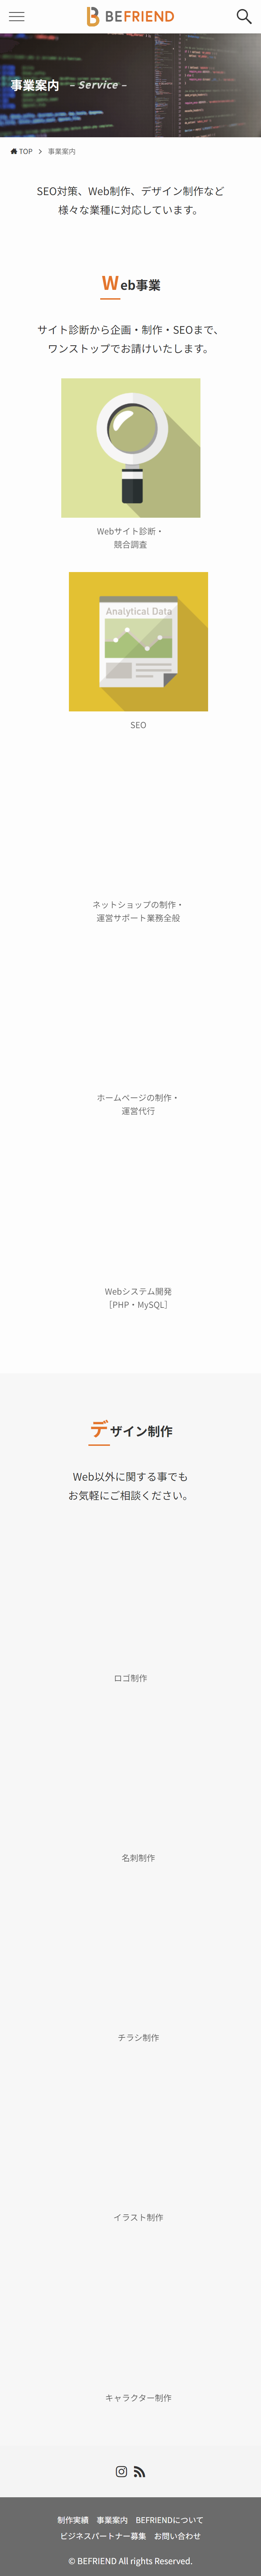 BEFRIEND
事業案内 – Service –
TOP > 事業案内
SEO対策、Web制作、デザイン制作など
様々な業種に対応しています。
Web事業
サイト診断から企画・制作・SEOまで、
ワンストップでお請けいたします。
Webサイト診断・
競合調査
Analytical Data
SEO
ネットショップの制作・
運営サポート業務全般
ホームページの制作・
運営代行
Webシステム開発
［PHP・MySQL］
デザイン制作
Web以外に関する事でも
お気軽にご相談ください。
ロゴ制作
名刺制作
チラシ制作
イラスト制作
キャラクター制作
制作実績 事業案内 BEFRIENDについて
ビジネスパートナー募集 お問い合わせ
© BEFRIEND All rights Reserved.